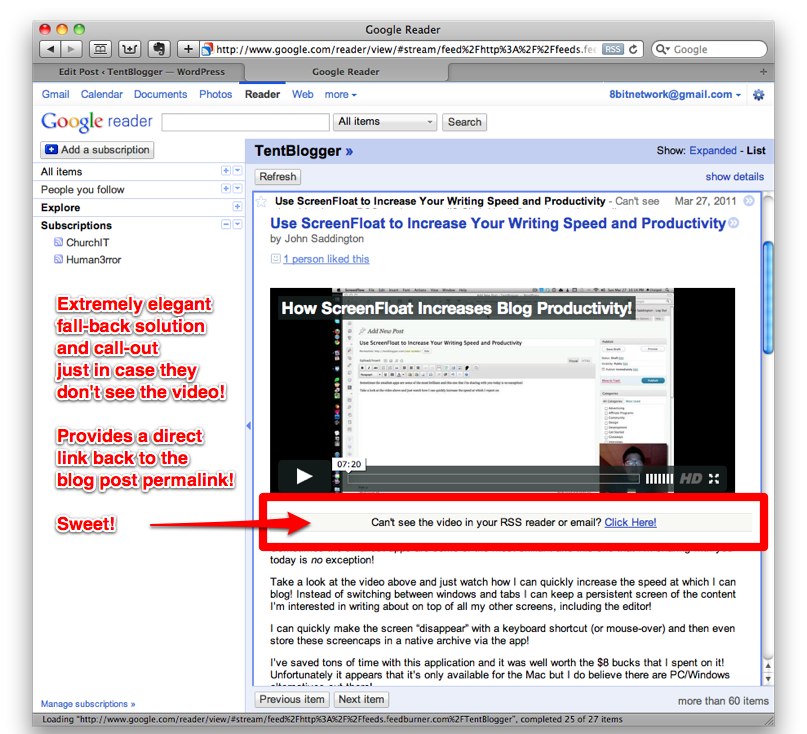 Google Reader
http://www.google.com/reader/view/#stream/feed%2Fhttp%3A%2F%2Ffeeds.fee
RSS
Google
Edit Post ‹ TentBlogger — WordPress
Google Reader
Gmail Calendar Documents Photos Reader Web more
8bitnetwork@gmail.com
Google reader
All items
Search
Add a subscription
TentBlogger »
Show: Expanded - List
All items
Refresh
show details
People you follow
Explore
Subscriptions
ChurchIT
Human3rror
Use ScreenFloat to Increase Your Writing Speed and Productivity - Can't see
Mar 27, 2011
Use ScreenFloat to Increase Your Writing Speed and Productivity
by John Saddington
1 person liked this
Extremely elegant
fall-back solution
and call-out
just in case they
don't see the video!
Provides a direct
link back to the
blog post permalink!
Sweet!
How ScreenFloat Increases Blog Productivity!
Add New Post
Use ScreenFloat to Increase Your Writing Speed and Productivity
07:20
HD
Can't see the video in your RSS reader or email? Click Here!
today is no exception!
Take a look at the video above and just watch how I can quickly increase the speed at which I can
blog! Instead of switching between windows and tabs I can keep a persistent screen of the content
I'm interested in writing about on top of all my other screens, including the editor!
I can quickly make the screen "disappear" with a keyboard shortcut (or mouse-over) and then even
store these screencaps in a native archive via the app!
I've saved tons of time with this application and it was well worth the $8 bucks that I spent on it!
Unfortunately it appears that it's only available for the Mac but I do believe there are PC/Windows
Manage subscriptions »
Previous item
Next item
more than 60 items
Loading "http://www.google.com/reader/view/#stream/feed%2Fhttp%3A%2F%2Ffeeds.feedburner.com%2FTentBlogger", completed 25 of 27 items